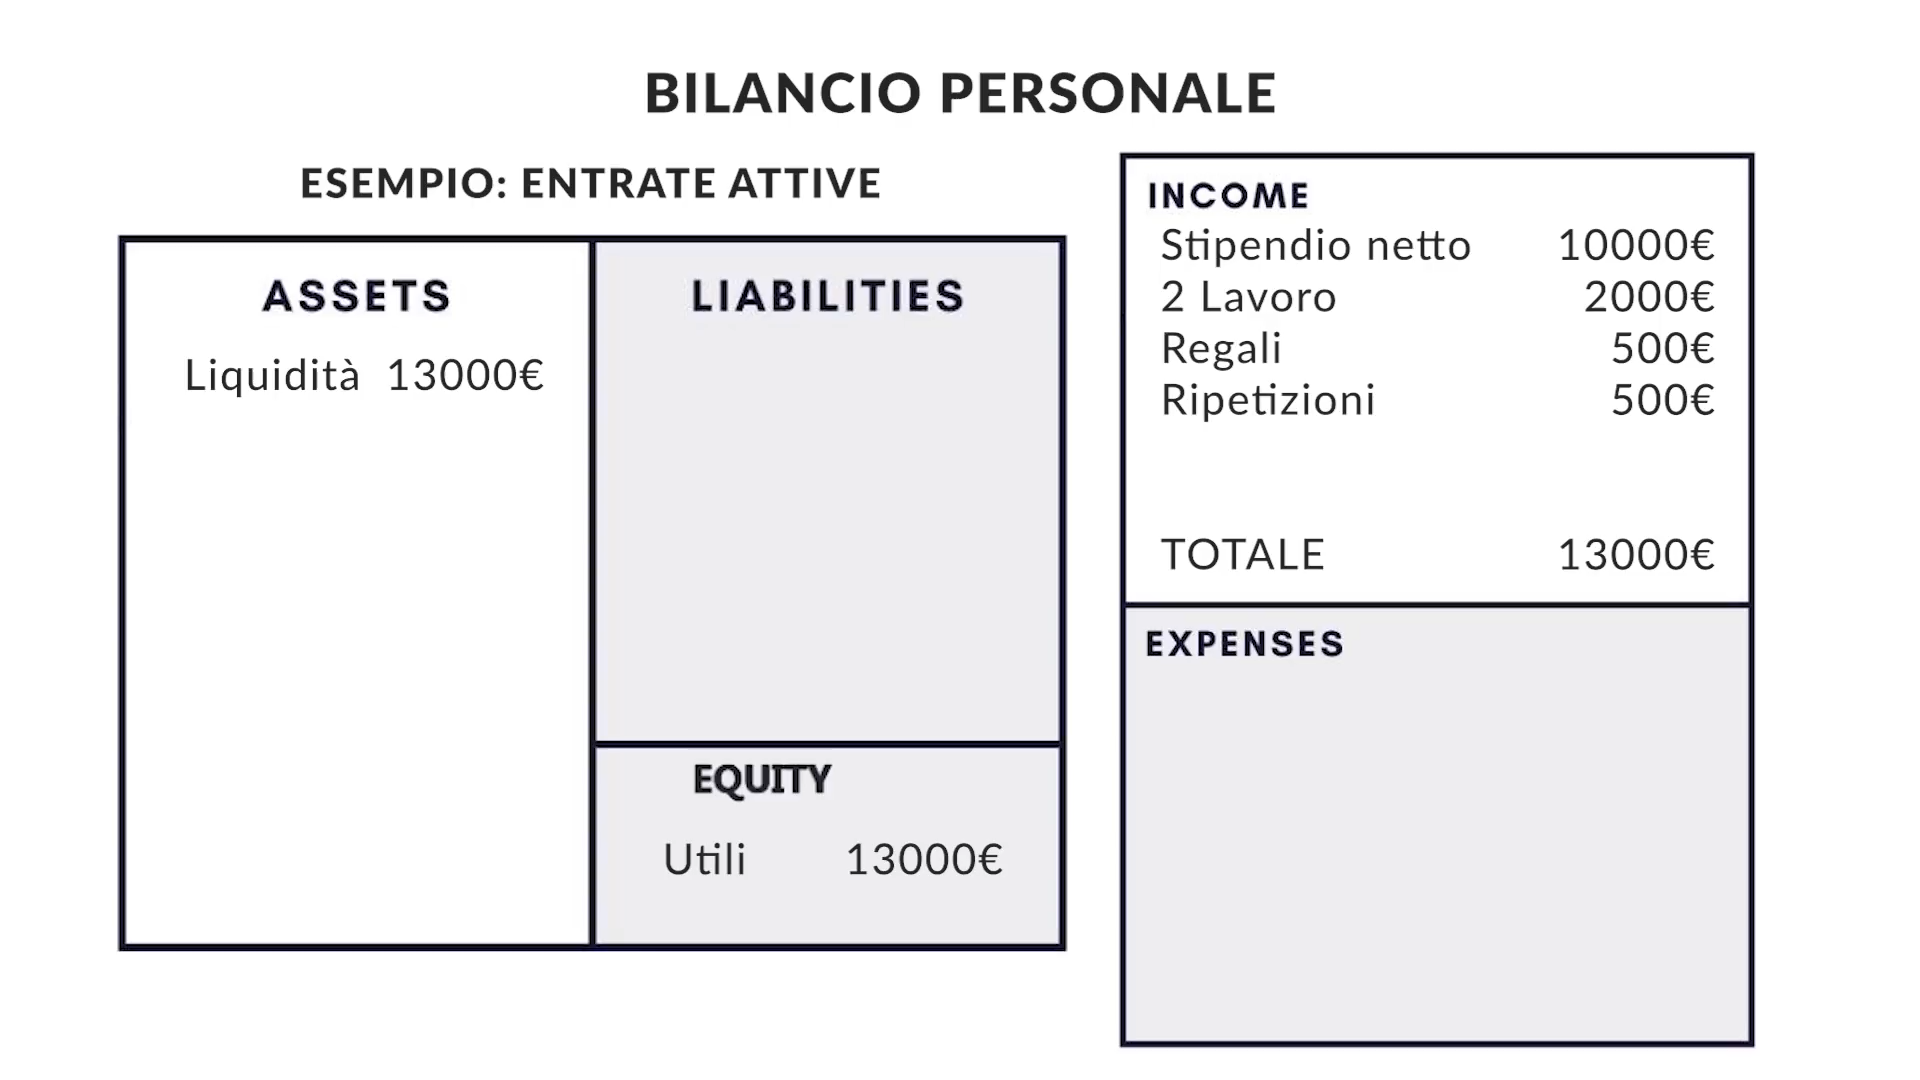 BILANCIO PERSONALE
ESEMPIO: ENTRATE ATTIVE
ASSETS
Liquidità 13000€
LIABILITIES
EQUITY
Utili 13000€
INCOME
Stipendio netto 10000€
2 Lavoro 2000€
Regali 500€
Ripetizioni 500€
TOTALE 13000€
EXPENSES